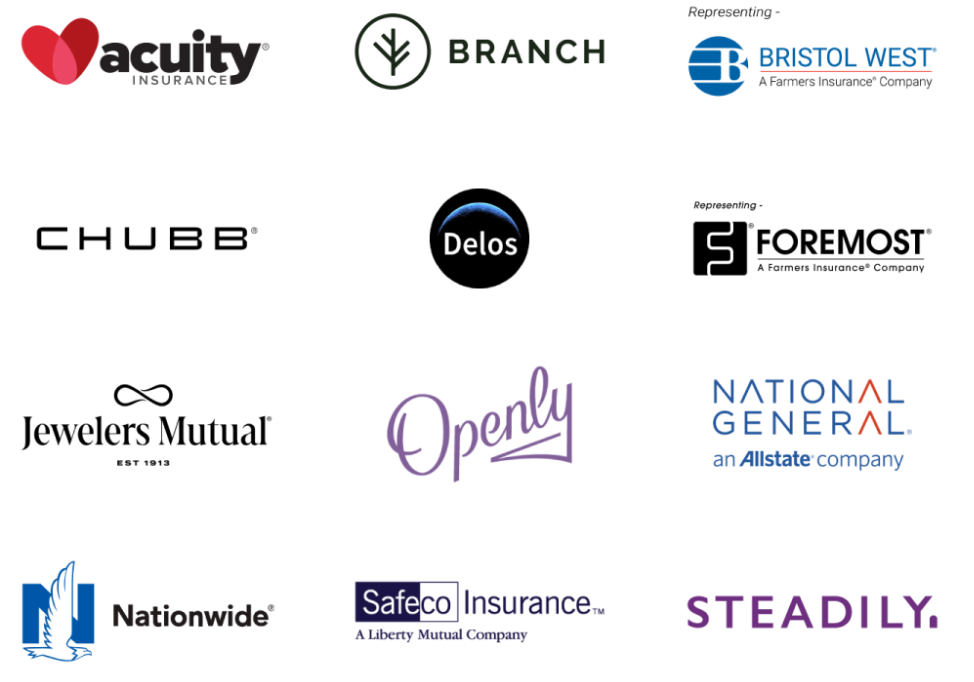 acuity®
INSURANCE
BRANCH
Representing -
BRISTOL WEST®
A Farmers Insurance® Company
CHUBB®
Delos
Representing -
FOREMOST®
A Farmers Insurance® Company
Jewelers Mutual®
EST 1913
Openly
NATIONAL
GENERAL®
an Allstate® company
Nationwide®
Safeco Insurance™
A Liberty Mutual Company
STEADILY